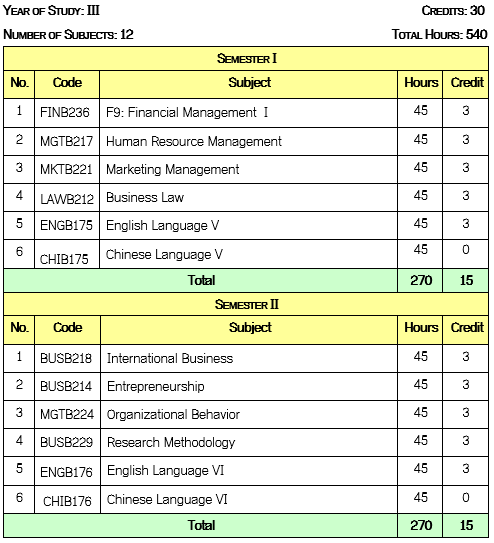 Year of Study: III Credits: 30
Number of Subjects: 12 Total Hours: 540
Semester I
No. Code Subject Hours Credit
1 FINB236 F9: Financial Management I 45 3
2 MGTB217 Human Resource Management 45 3
3 MKTB221 Marketing Management 45 3
4 LAWB212 Business Law 45 3
5 ENGB175 English Language V 45 3
6 CHIB175 Chinese Language V 45 0
Total 270 15
Semester II
No. Code Subject Hours Credit
1 BUSB218 International Business 45 3
2 BUSB214 Entrepreneurship 45 3
3 MGTB224 Organizational Behavior 45 3
4 BUSB229 Research Methodology 45 3
5 ENGB176 English Language VI 45 3
6 CHIB176 Chinese Language VI 45 0
Total 270 15